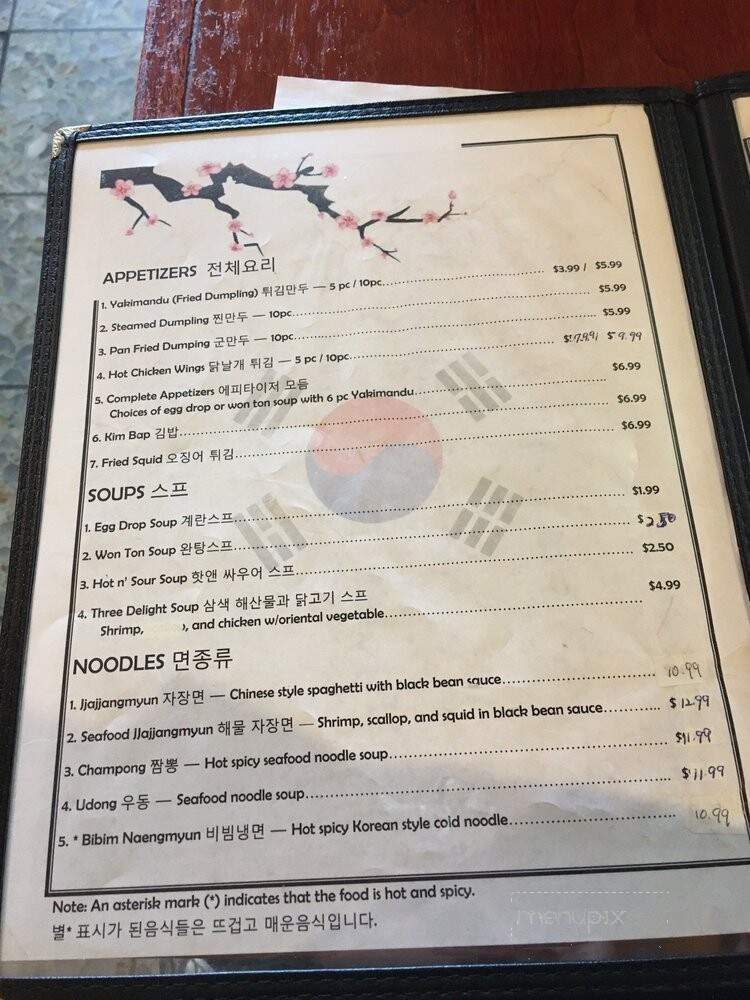 APPETIZERS 전체요리
1. Yakimandu (Fried Dumpling) 튀김만두 — 5 pc / 10pc.......... $3.99 / $5.99
2. Steamed Dumpling 찐만두 — 10pc.......... $5.99
3. Pan Fried Dumping 군만두 — 10pc.......... $5.99
4. Hot Chicken Wings 닭날개 튀김 — 5 pc / 10pc.......... $9.99
5. Complete Appetizers 에피타이저 모듬
Choices of egg drop or won ton soup with 6 pc Yakimandu.......... $6.99
6. Kim Bap 김밥.......... $6.99
7. Fried Squid 오징어 튀김.......... $6.99
SOUPS 스프
1. Egg Drop Soup 계란스프.......... $1.99
2. Won Ton Soup 완탕스프.......... $2.50
3. Hot n' Sour Soup 핫앤 싸우어 스프.......... $2.50
4. Three Delight Soup 삼색 해산물과 닭고기 스프
Shrimp, , and chicken w/oriental vegetable.......... $4.99
NOODLES 면종류
1. Jjajjangmyun 자장면 — Chinese style spaghetti with black bean sauce.......... 10.99
2. Seafood JJajjangmyun 해물 자장면 — Shrimp, scallop, and squid in black bean sauce.......... $12.99
3. Champong 짬뽕 — Hot spicy seafood noodle soup.......... $11.99
4. Udong 우동 — Seafood noodle soup.......... $11.99
5. * Bibim Naengmyun 비빔냉면 — Hot spicy Korean style cold noodle.......... 10.99
Note: An asterisk mark (*) indicates that the food is hot and spicy.
별* 표시가 된음식들은 뜨겁고 매운음식입니다.
menupix